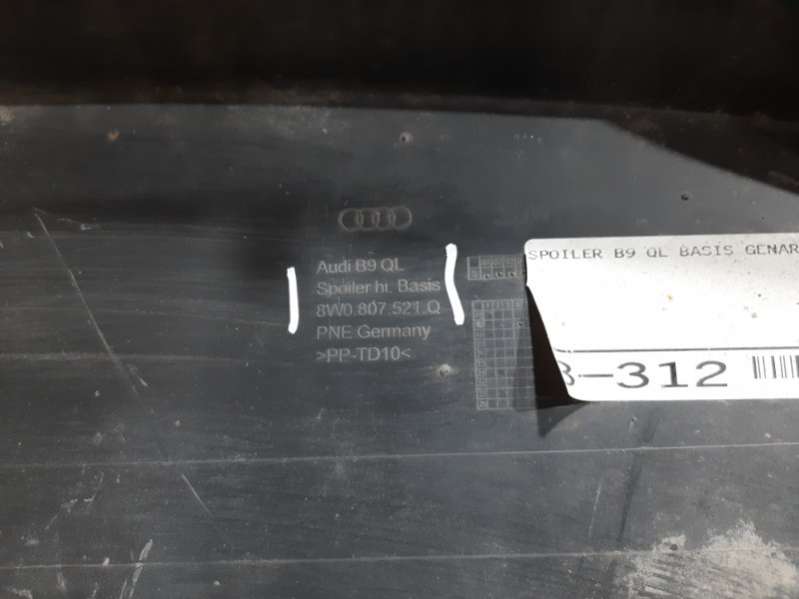 Audi B9 QL
Spoiler hi. Basis
8W0.807.521.Q
PNE Germany
>PP-TD10<
SPOILER B9 QL BASIS GENAR
3-312